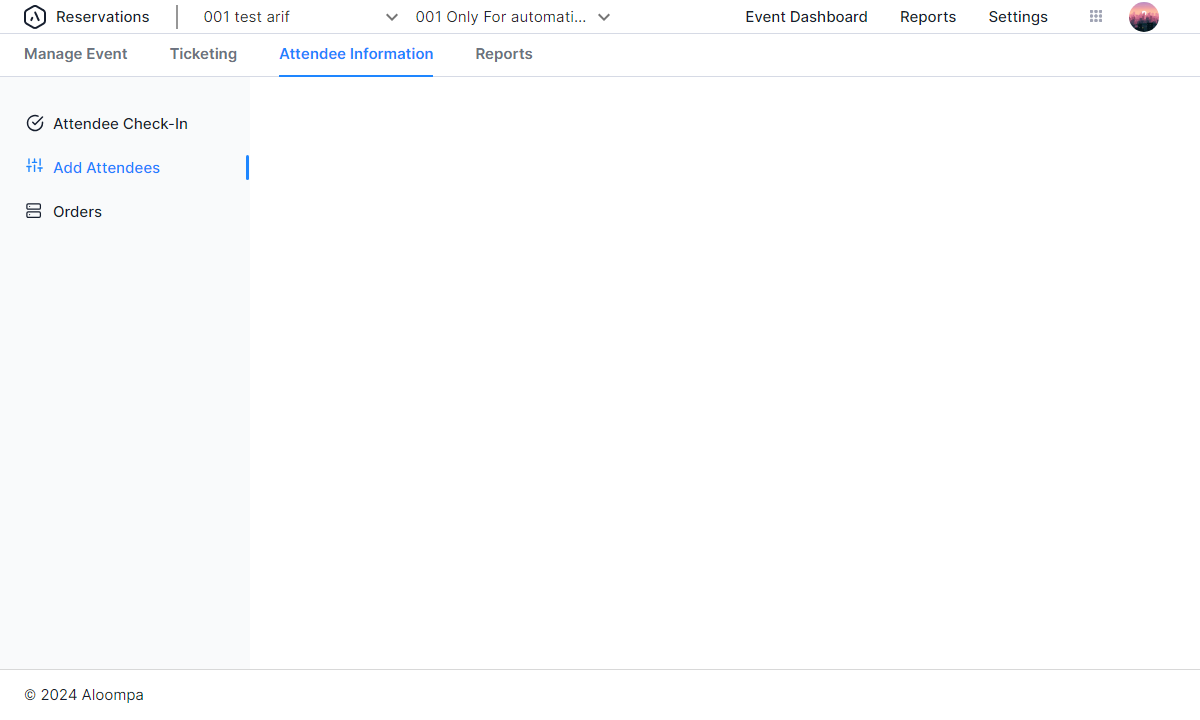 Reservations 001 test arif 001 Only For automati... Event Dashboard Reports Settings
Manage Event Ticketing Attendee Information Reports
Attendee Check-In
Add Attendees
Orders
© 2024 Aloompa